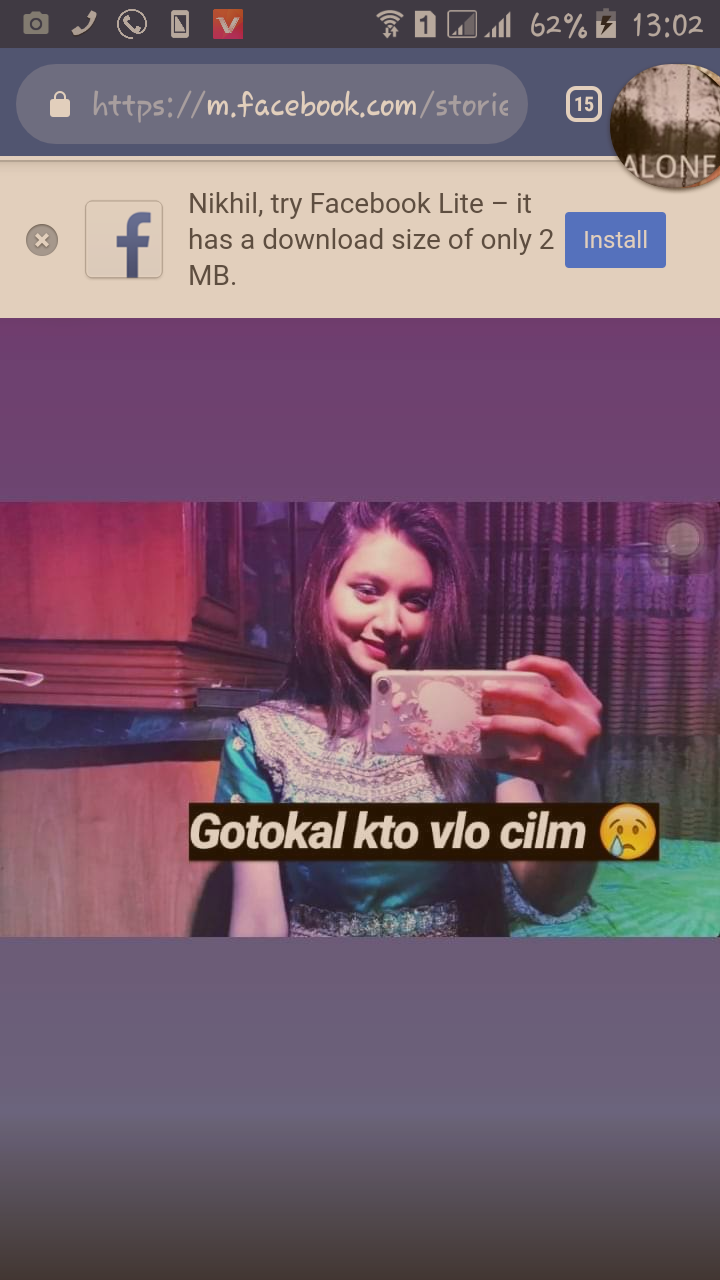 1
62% 13:02
https://m.facebook.com/storie
15
ALONE
Nikhil, try Facebook Lite – it
has a download size of only 2
MB.
Install
Gotokal kto vlo cilm 😢